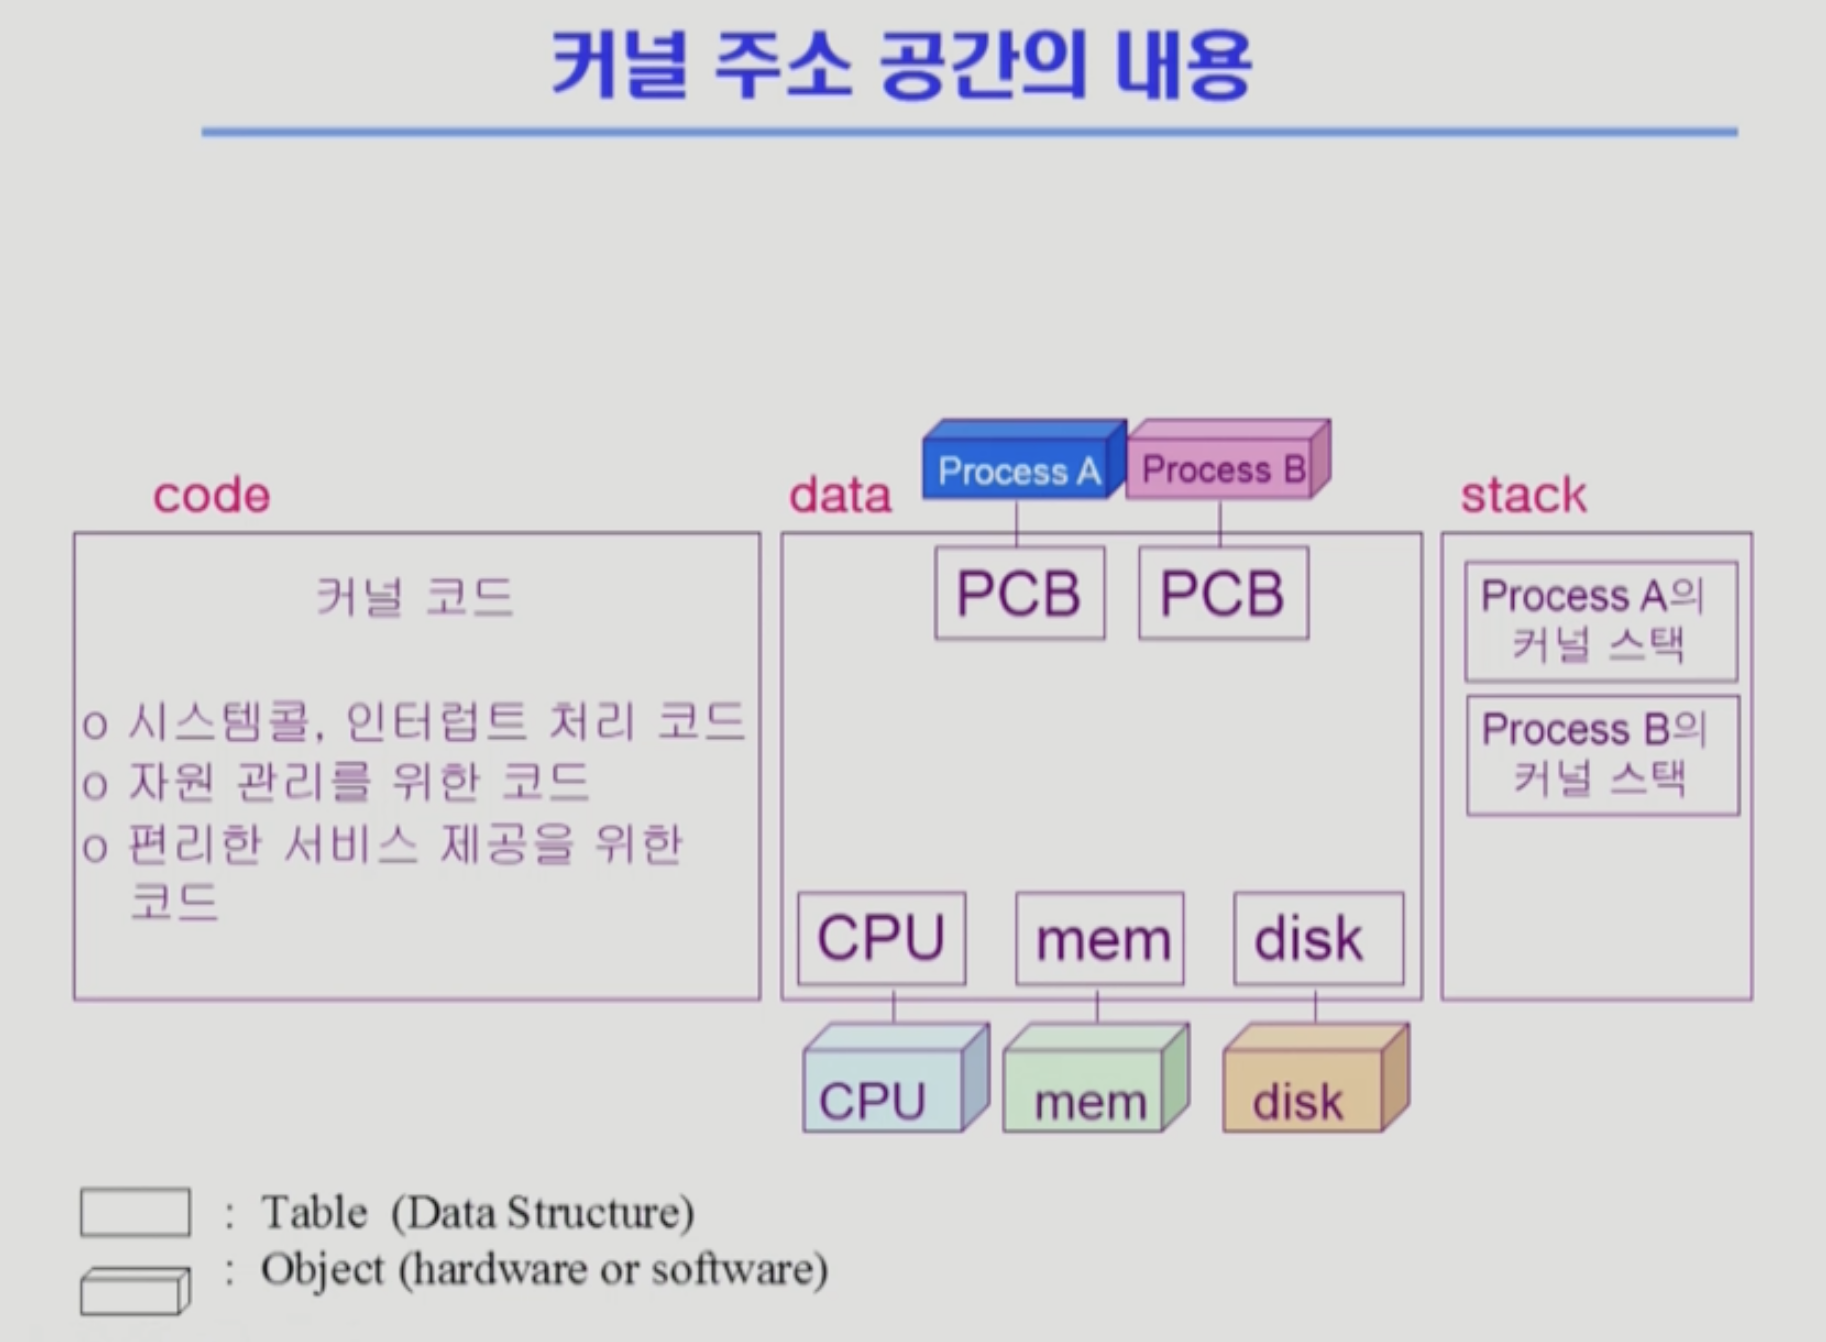 커널 주소 공간의 내용
code
커널 코드
o 시스템콜, 인터럽트 처리 코드
o 자원 관리를 위한 코드
o 편리한 서비스 제공을 위한
코드
data
Process A
Process B
PCB
PCB
CPU
mem
disk
CPU
mem
disk
stack
Process A의
커널 스택
Process B의
커널 스택
: Table (Data Structure)
: Object (hardware or software)